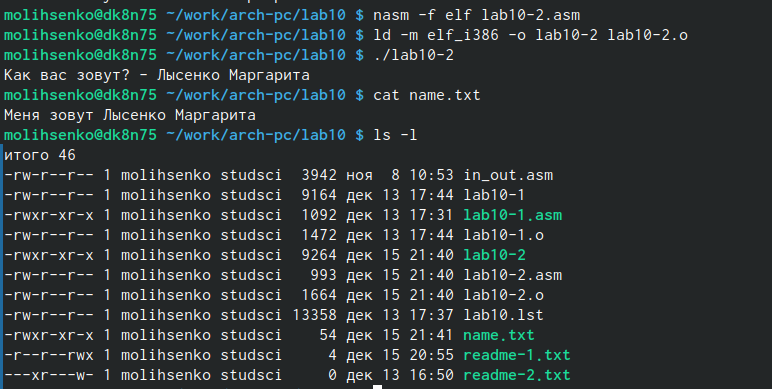 molihsenko@dk8n75 ~/work/arch-pc/lab10 $ nasm -f elf lab10-2.asm
molihsenko@dk8n75 ~/work/arch-pc/lab10 $ ld -m elf_i386 -o lab10-2 lab10-2.o
molihsenko@dk8n75 ~/work/arch-pc/lab10 $ ./lab10-2
Как вас зовут? - Лысенко Маргарита
molihsenko@dk8n75 ~/work/arch-pc/lab10 $ cat name.txt
Меня зовут Лысенко Маргарита
molihsenko@dk8n75 ~/work/arch-pc/lab10 $ ls -l
итого 46
-rw-r--r-- 1 molihsenko studsci  3942 ноя  8 10:53 in_out.asm
-rw-r--r-- 1 molihsenko studsci  9164 дек 13 17:44 lab10-1
-rwxr-xr-x 1 molihsenko studsci  1092 дек 13 17:31 lab10-1.asm
-rw-r--r-- 1 molihsenko studsci  1472 дек 13 17:44 lab10-1.o
-rwxr-xr-x 1 molihsenko studsci  9264 дек 15 21:40 lab10-2
-rw-r--r-- 1 molihsenko studsci   993 дек 15 21:40 lab10-2.asm
-rw-r--r-- 1 molihsenko studsci  1664 дек 15 21:40 lab10-2.o
-rw-r--r-- 1 molihsenko studsci 13358 дек 13 17:37 lab10.lst
-rwxr-xr-x 1 molihsenko studsci    54 дек 15 21:41 name.txt
-r--r--rwx 1 molihsenko studsci     4 дек 15 20:55 readme-1.txt
---xr---w- 1 molihsenko studsci     0 дек 13 16:50 readme-2.txt